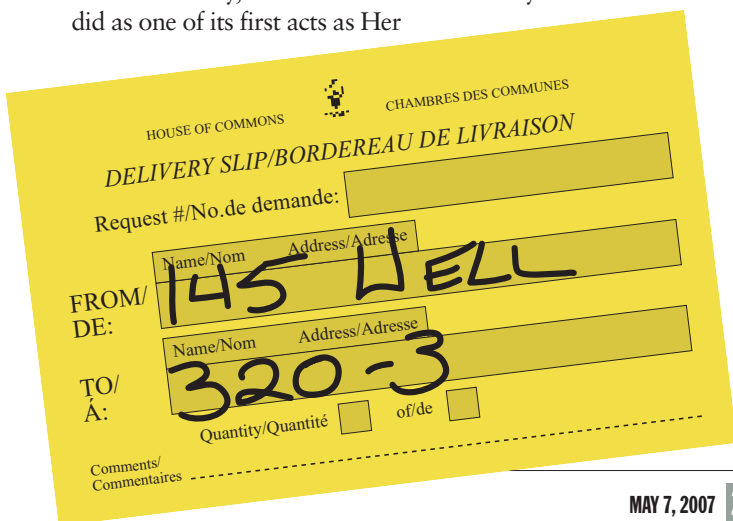 did as one of its first acts as Her
HOUSE OF COMMONS CHAMBRES DES COMMUNES
DELIVERY SLIP/BORDEREAU DE LIVRAISON
Request #/No.de demande:
Name/Nom Address/Adresse
FROM/
DE:
145 WELL
Name/Nom Address/Adresse
TO/
Á:
320-3
Quantity/Quantité of/de
Comments/
Commentaires
MAY 7, 2007